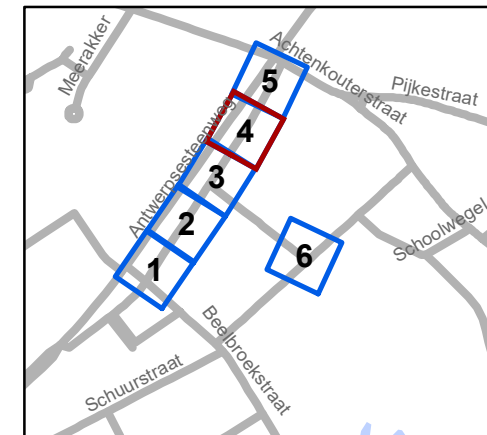 Meerakker
Achtenkouterstraat
Pijkestraat
Antwerpsesteenweg
5
4
3
2
1
6
Schoolwegel
Beelbroekstraat
Schuurstraat